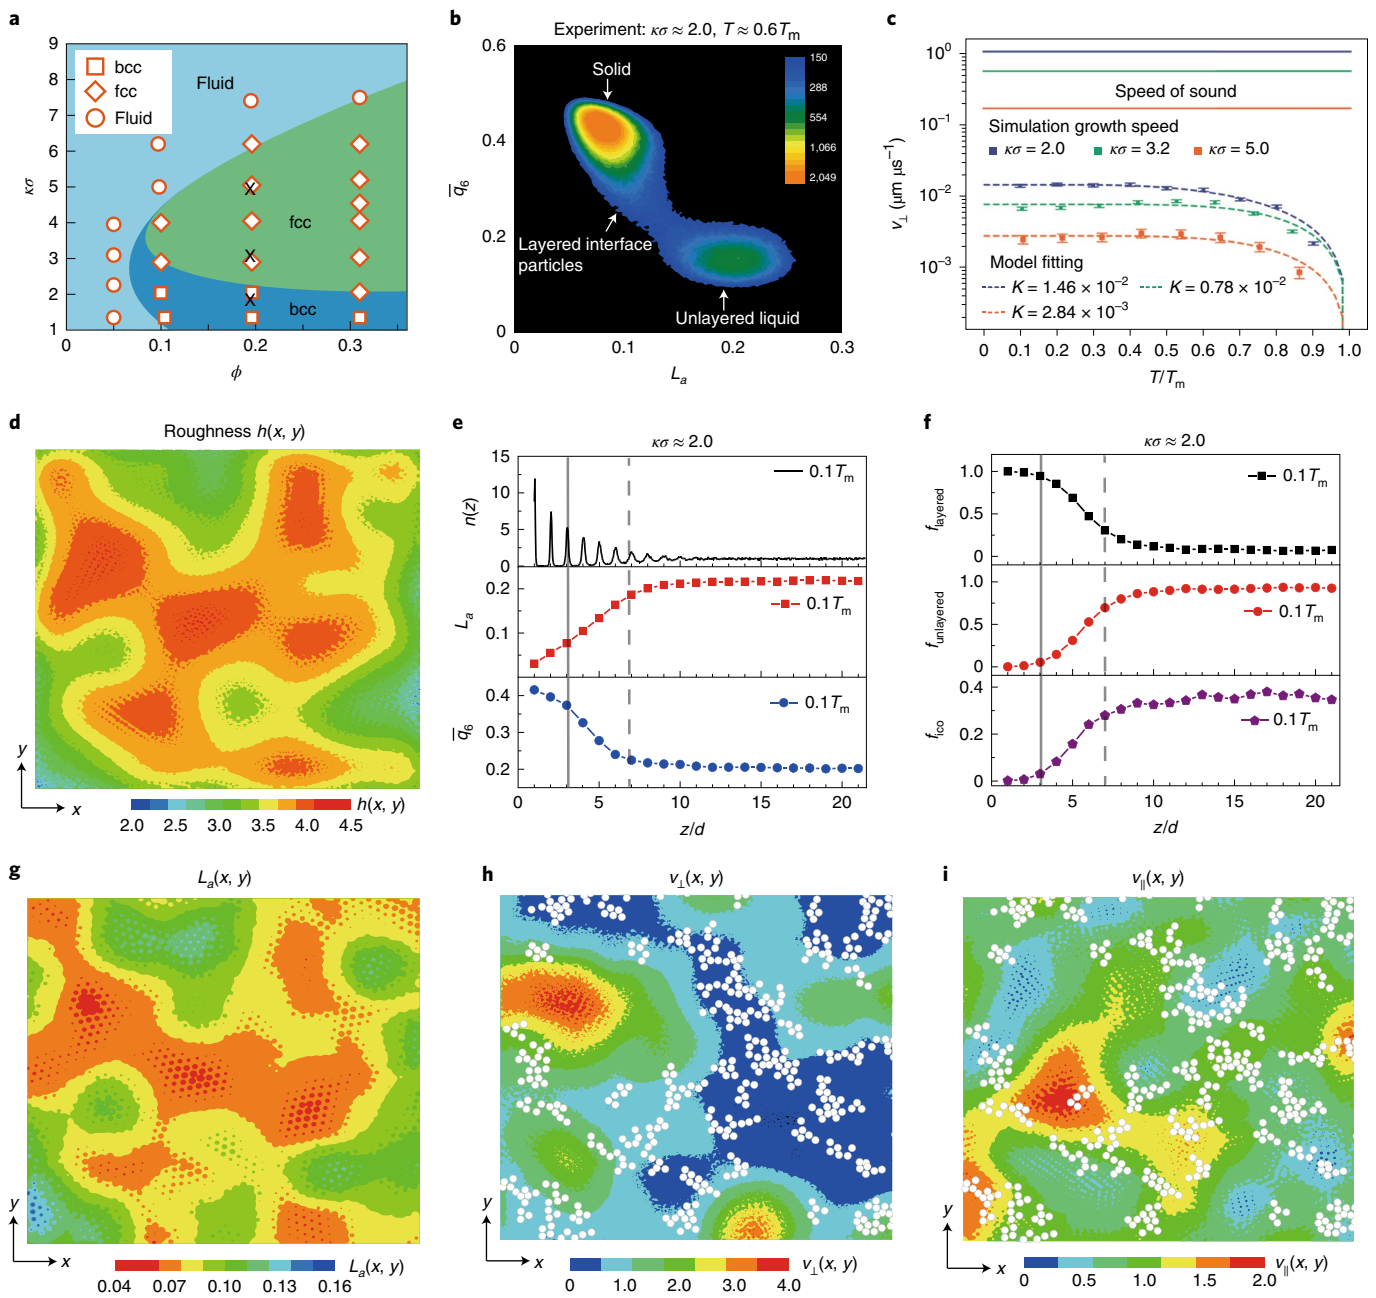 a
9
8
7
6
5
4
3
2
1
κσ
bcc
fcc
Fluid
Fluid
fcc
bcc
X
X
X
0
0.1
0.2
0.3
ϕ
b
Experiment: κσ ≈ 2.0, T ≈ 0.6Tm
0.6
0.4
0.2
0
q̅6
Solid
Layered interface
particles
Unlayered liquid
150
288
554
1,066
2,049
0
0.1
0.2
0.3
La
c
10⁰
10⁻¹
10⁻²
10⁻³
v⊥ (μm μs⁻¹)
Speed of sound
Simulation growth speed
κσ = 2.0 κσ = 3.2 κσ = 5.0
Model fitting
K = 1.46 × 10⁻² K = 0.78 × 10⁻²
K = 2.84 × 10⁻³
0 0.1 0.2 0.3 0.4 0.5 0.6 0.7 0.8 0.9 1.0
T/Tm
d
Roughness h(x, y)
y
x
h(x, y)
2.0 2.5 3.0 3.5 4.0 4.5
e
κσ ≈ 2.0
15
10
5
0
n(z)
0.1Tm
0.2
0.1
La
0.1Tm
0.4
0.3
0.2
q̅6
0.1Tm
0 5 10 15 20
z/d
f
κσ ≈ 2.0
1.0
0.5
0
flayered
0.1Tm
1.0
0.5
0
funlayered
0.1Tm
0.4
0.2
0
fico
0.1Tm
0 5 10 15 20
z/d
g
La(x, y)
y
x
La(x, y)
0.04 0.07 0.10 0.13 0.16
h
v⊥(x, y)
y
x
v⊥(x, y)
0 1.0 2.0 3.0 4.0
i
v∥(x, y)
y
x
v∥(x, y)
0 0.5 1.0 1.5 2.0